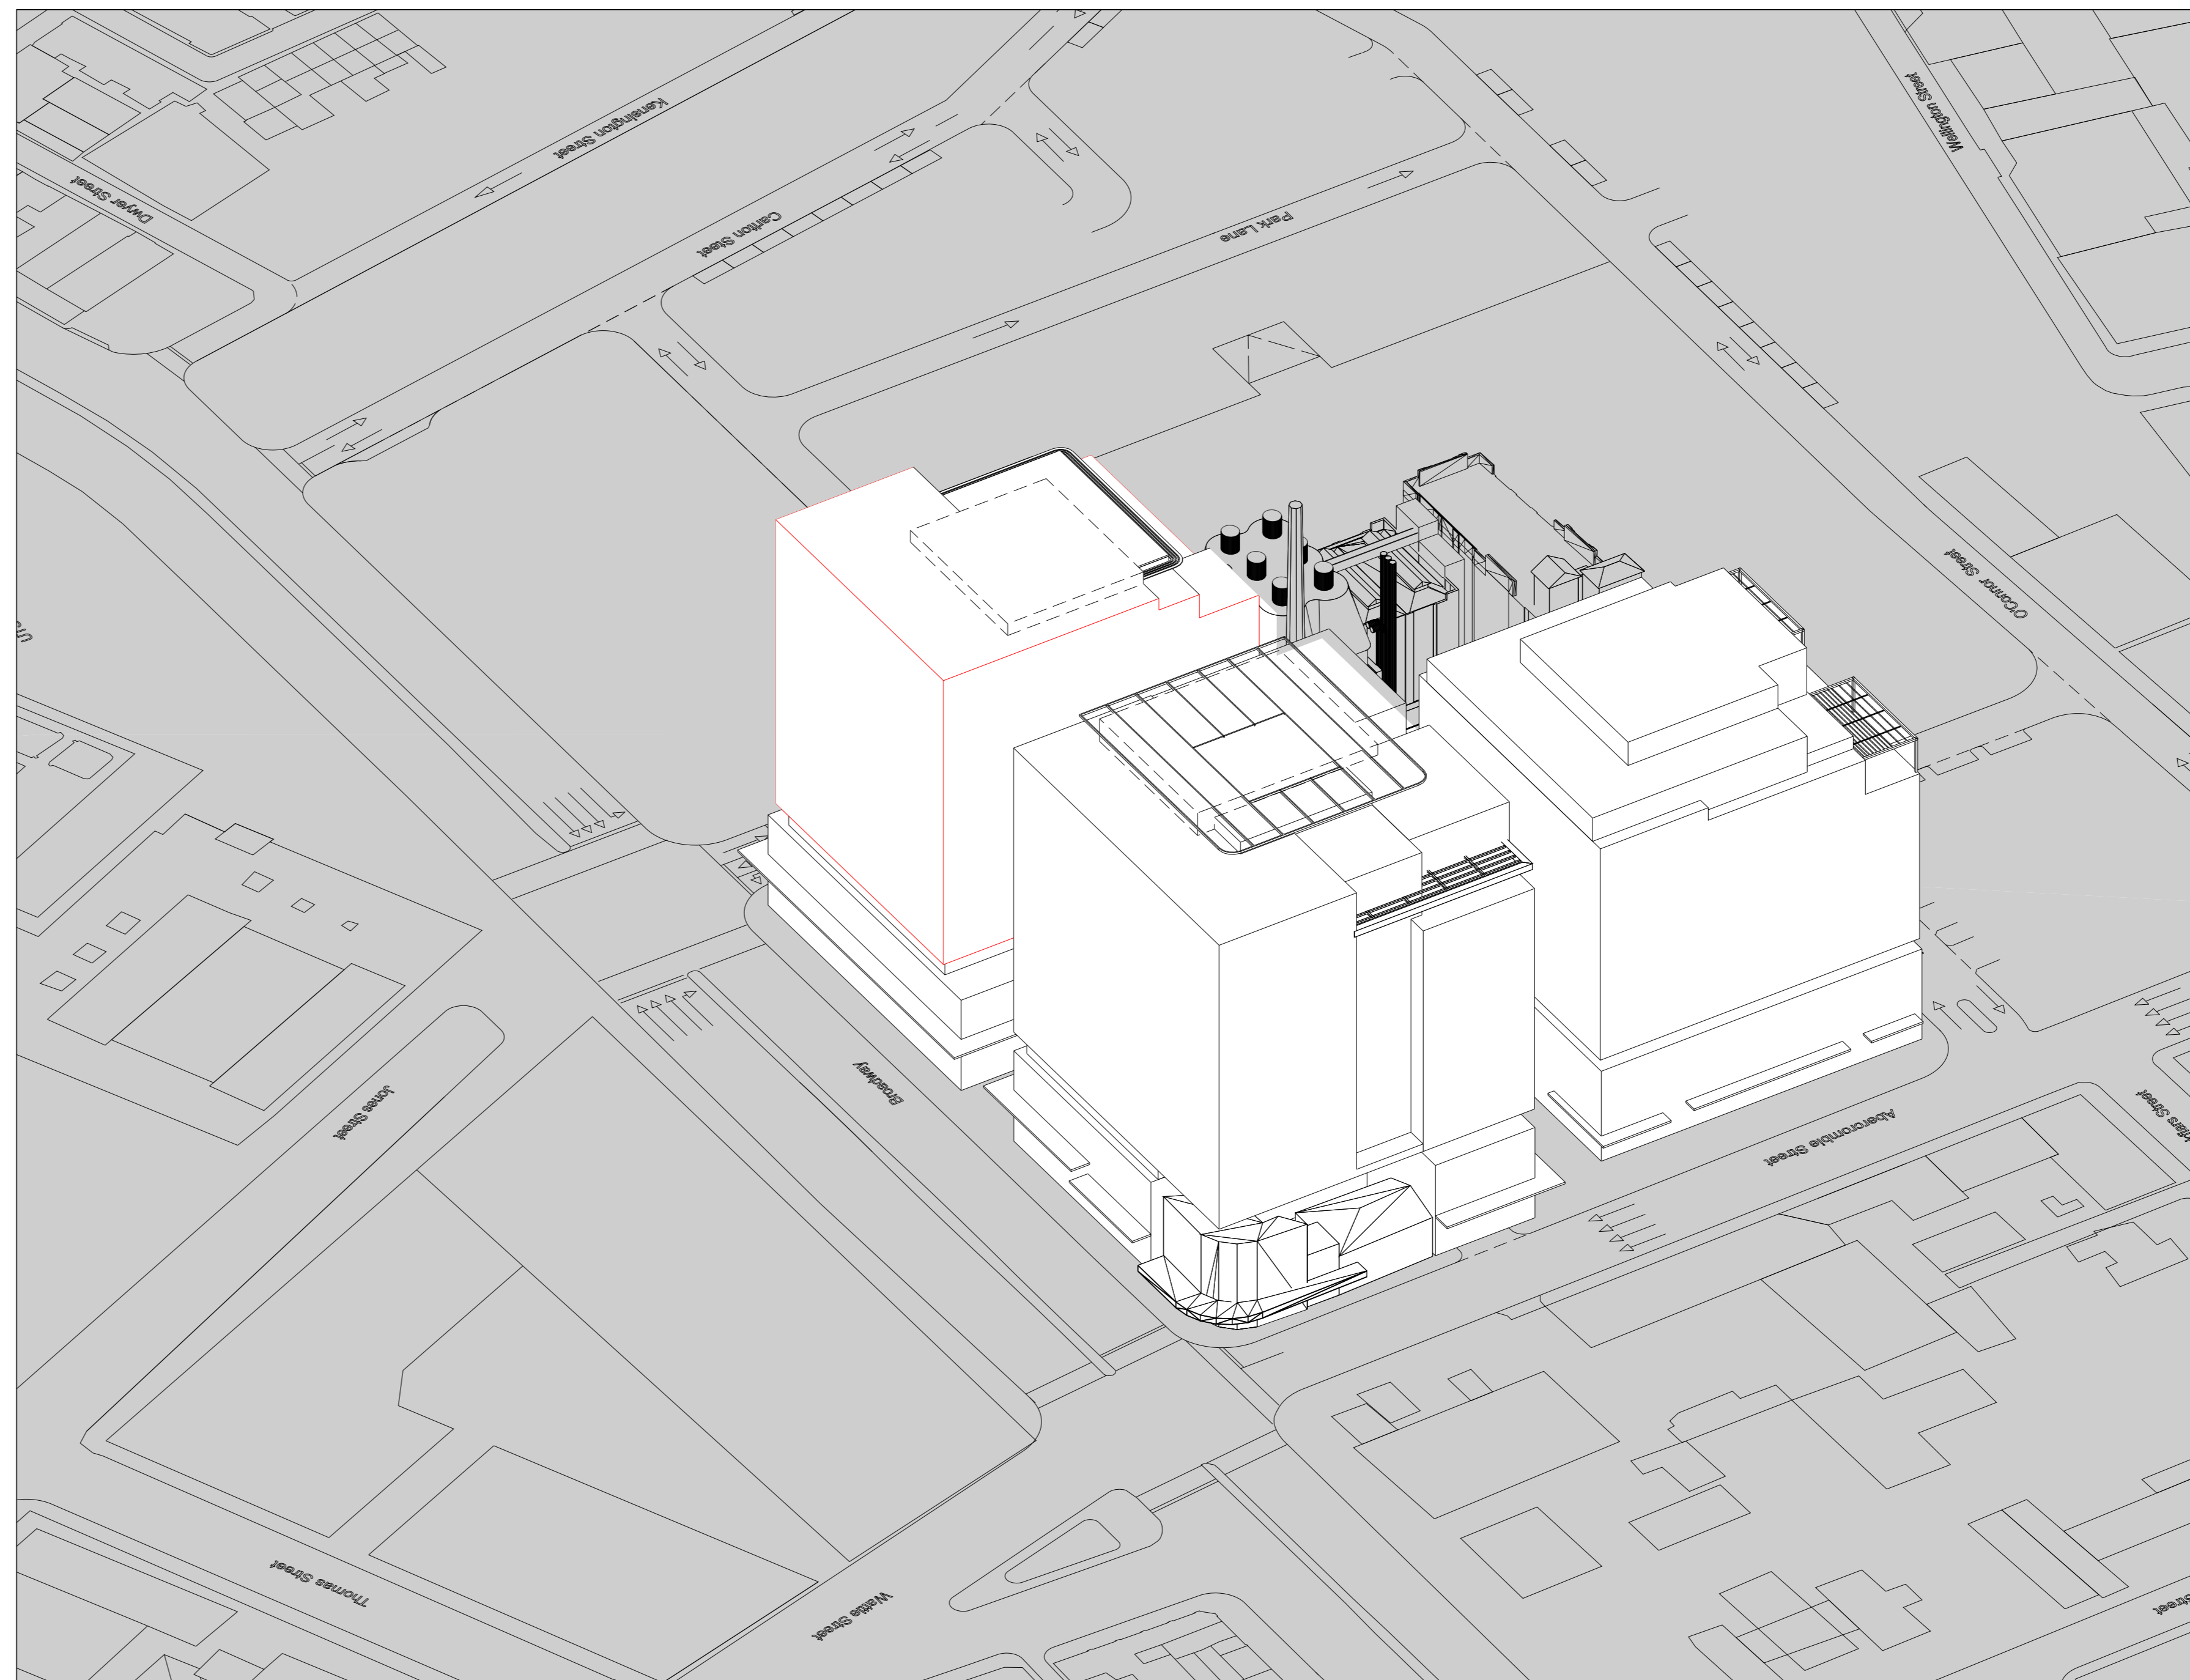 Kensington Street
Wellington Street
Dwyer Street
Carlton Steet
Park Lane
O'Connor Street
Jones Street
Broadway
Abercrombie Street
Thomas Street
Wattle Street